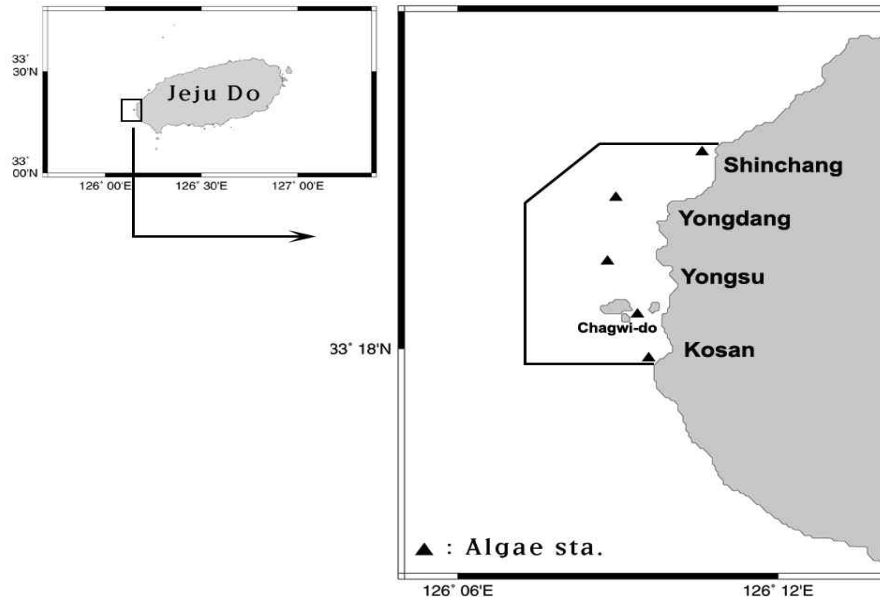 33°
30'N
Jeju Do
33°
00'N
126° 00'E
126° 30'E
127° 00'E
Shinchang
Yongdang
Yongsu
Chagwi-do
33° 18'N
Kosan
▲ : Algae sta.
126° 06'E
126° 12'E